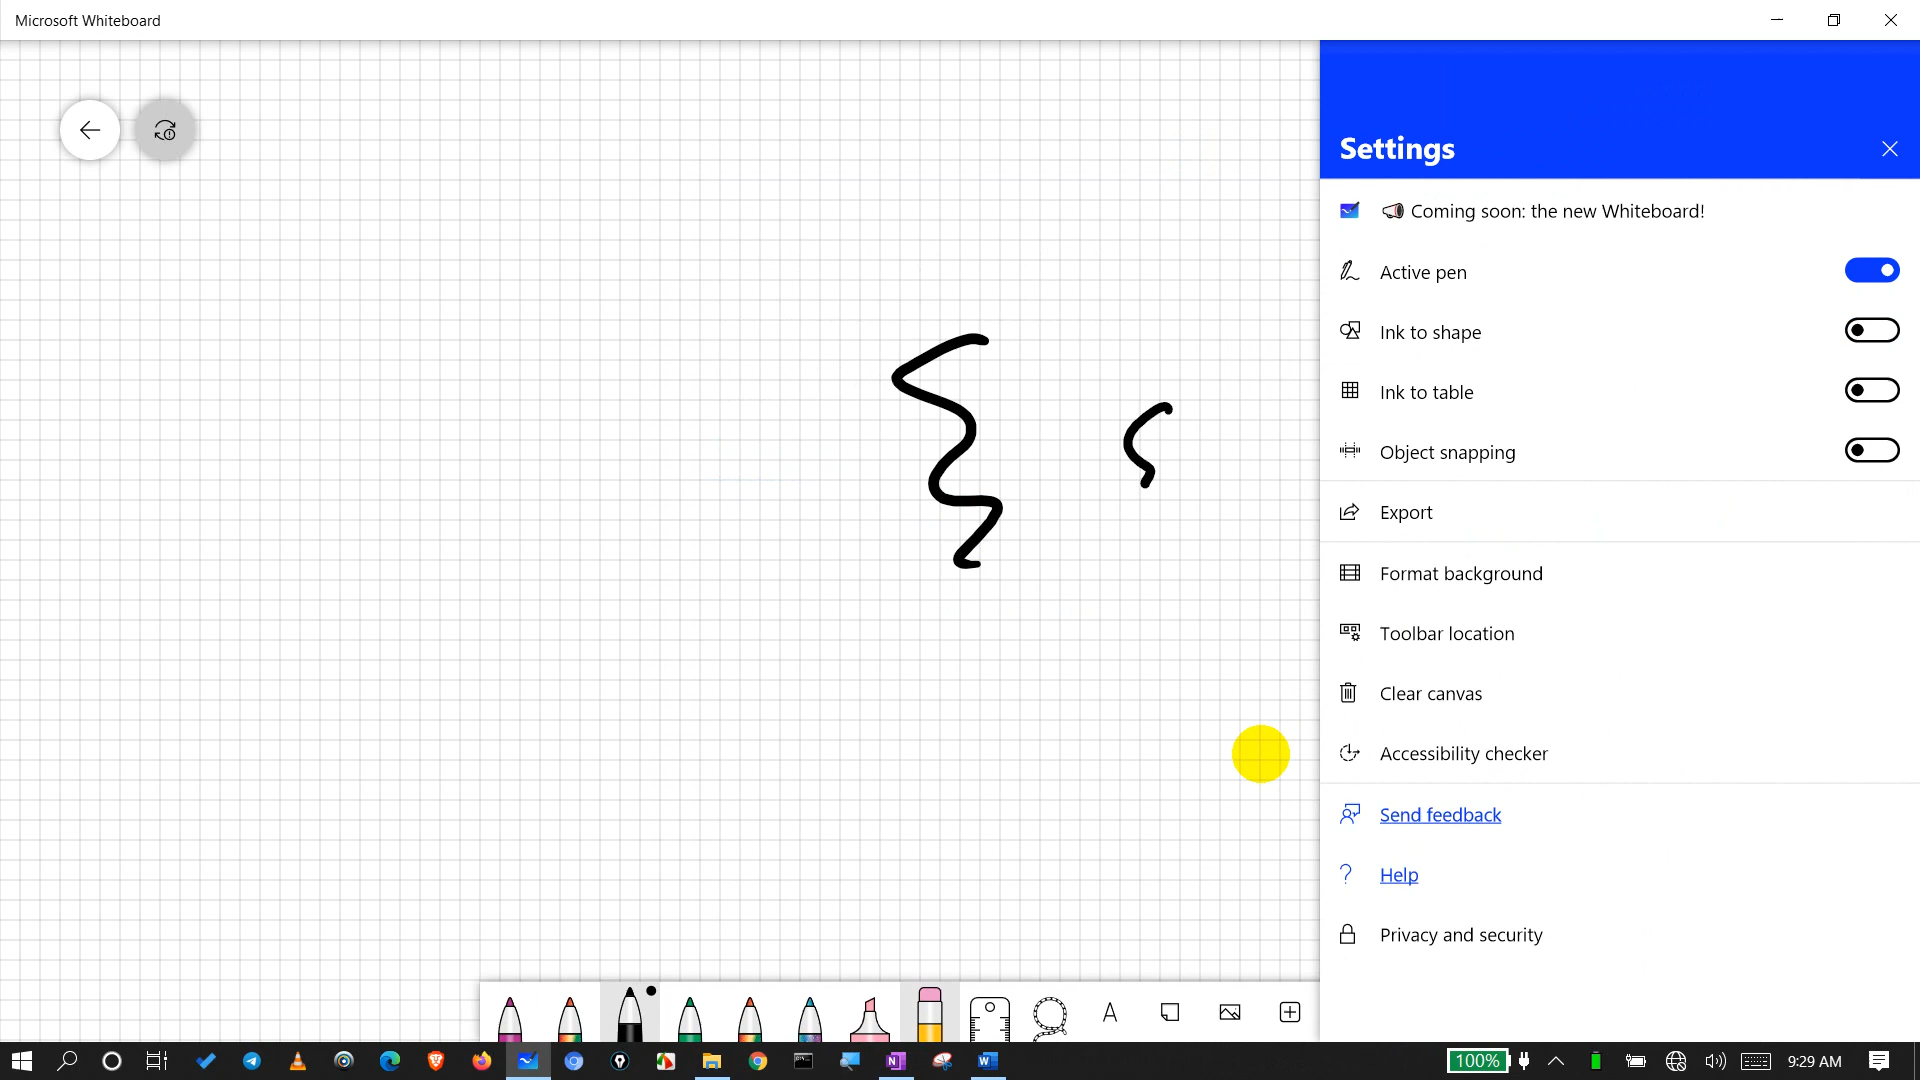 Microsoft Whiteboard
Settings
Coming soon: the new Whiteboard!
Active pen
Ink to shape
Ink to table
Object snapping
Export
Format background
Toolbar location
Clear canvas
Accessibility checker
Send feedback
Help
Privacy and security
100%
9:29 AM